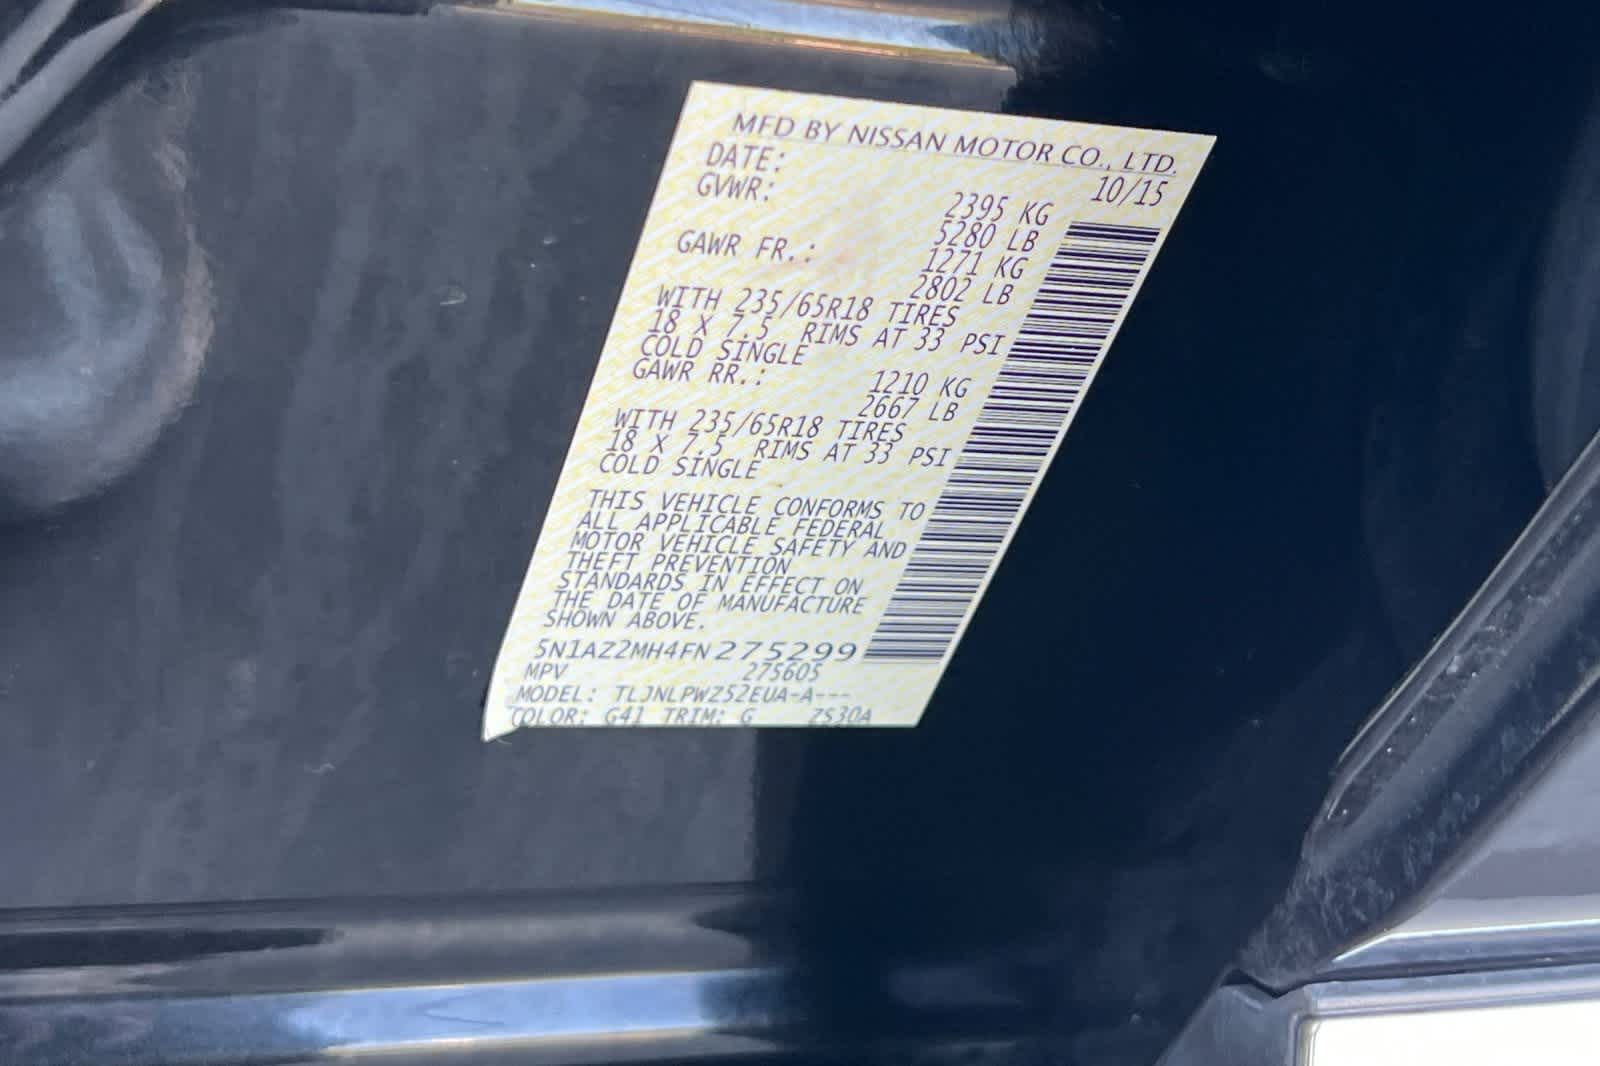 MFD BY NISSAN MOTOR CO., LTD.
DATE: 10/15
GVWR: 2395 KG
5280 LB
GAWR FR.: 1271 KG
2802 LB
WITH 235/65R18 TIRES
18 X 7.5 RIMS AT 33 PSI
COLD SINGLE
GAWR RR.: 1210 KG
2667 LB
WITH 235/65R18 TIRES
18 X 7.5 RIMS AT 33 PSI
COLD SINGLE
THIS VEHICLE CONFORMS TO
ALL APPLICABLE FEDERAL
MOTOR VEHICLE SAFETY AND
THEFT PREVENTION
STANDARDS IN EFFECT ON
THE DATE OF MANUFACTURE
SHOWN ABOVE.
5N1AZ2MH4FN275299
MPV 275605
MODEL: TLJNLPWZ52EUA-A---
COLOR: G41 TRIM: G ZS30A